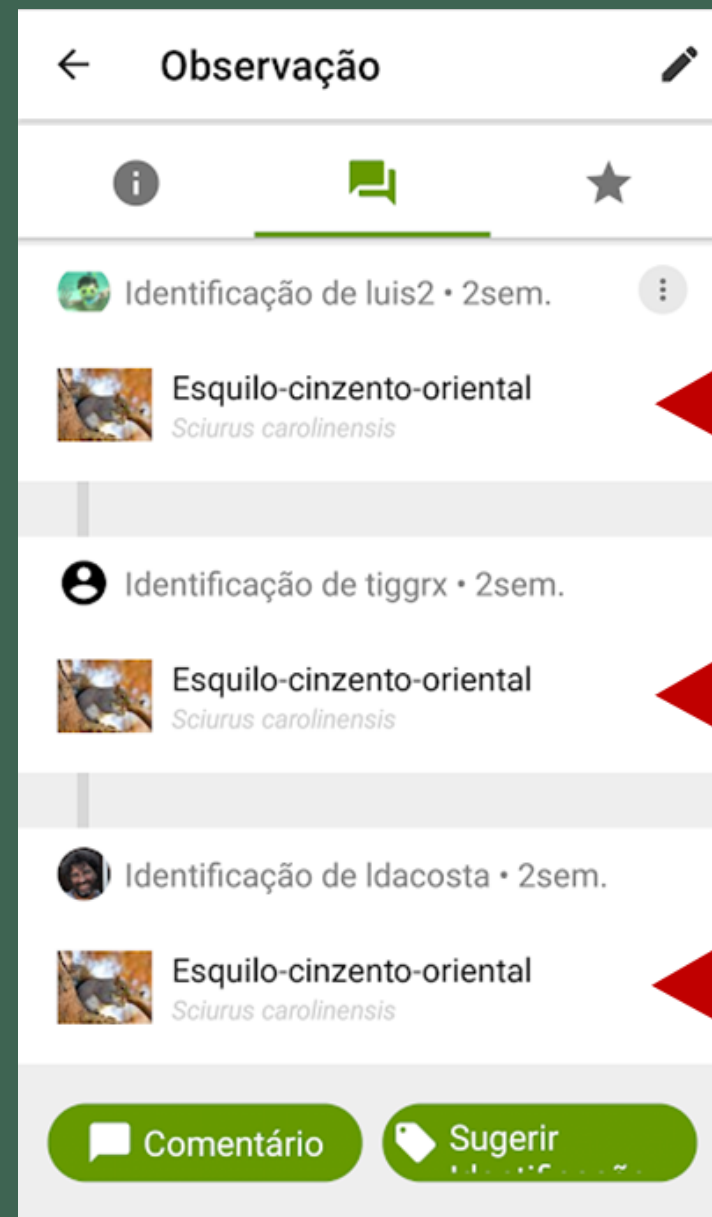 Observação
Identificação de luis2 • 2sem.
Esquilo-cinzento-oriental
Sciurus carolinensis
Identificação de tiggrx • 2sem.
Esquilo-cinzento-oriental
Sciurus carolinensis
Identificação de ldacosta • 2sem.
Esquilo-cinzento-oriental
Sciurus carolinensis
Comentário
Sugerir